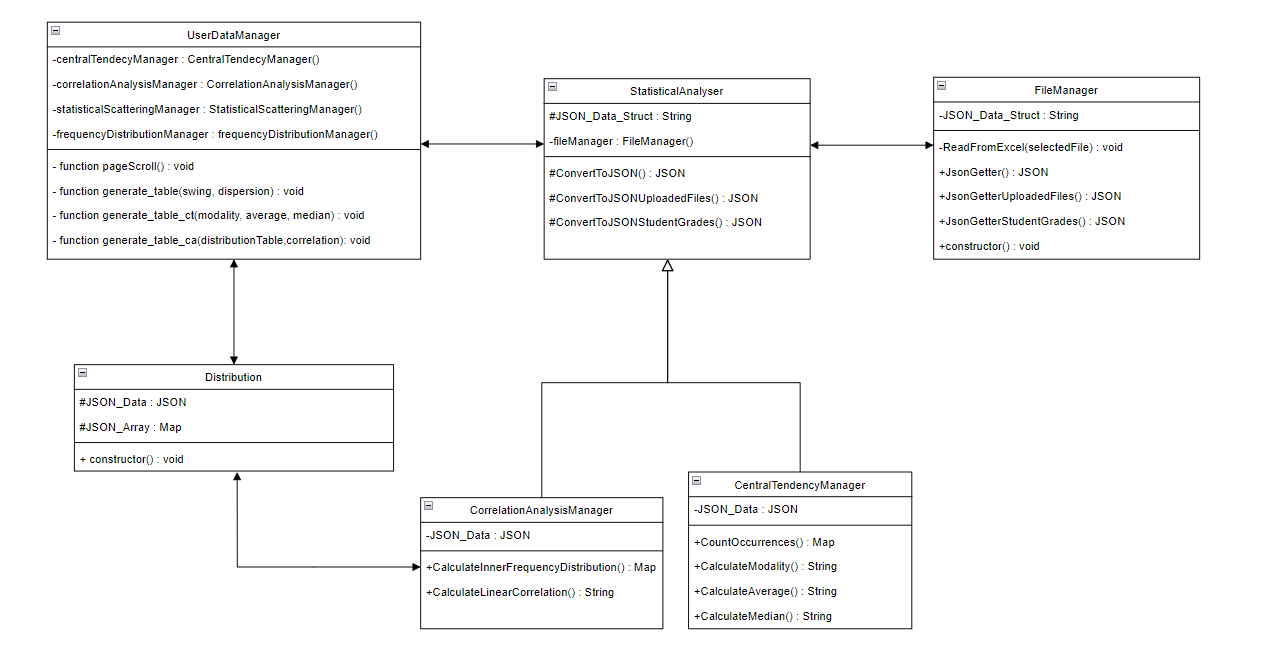 UserDataManager
-centralTendecyManager : CentralTendecyManager()
-correlationAnalysisManager : CorrelationAnalysisManager()
-statisticalScatteringManager : StatisticalScatteringManager()
-frequencyDistributionManager : frequencyDistributionManager()
- function pageScroll() : void
- function generate_table(swing, dispersion) : void
- function generate_table_ct(modality, average, median) : void
- function generate_table_ca(distributionTable,correlation): void
StatisticalAnalyser
#JSON_Data_Struct : String
-fileManager : FileManager()
#ConvertToJSON() : JSON
#ConvertToJSONUploadedFiles() : JSON
#ConvertToJSONStudentGrades() : JSON
FileManager
-JSON_Data_Struct : String
-ReadFromExcel(selectedFile) : void
+JsonGetter() : JSON
+JsonGetterUploadedFiles() : JSON
+JsonGetterStudentGrades() : JSON
+constructor() : void
Distribution
#JSON_Data : JSON
#JSON_Array : Map
+ constructor() : void
CorrelationAnalysisManager
-JSON_Data : JSON
+CalculateInnerFrequencyDistribution() : Map
+CalculateLinearCorrelation() : String
CentralTendencyManager
-JSON_Data : JSON
+CountOccurrences() : Map
+CalculateModality() : String
+CalculateAverage() : String
+CalculateMedian() : String